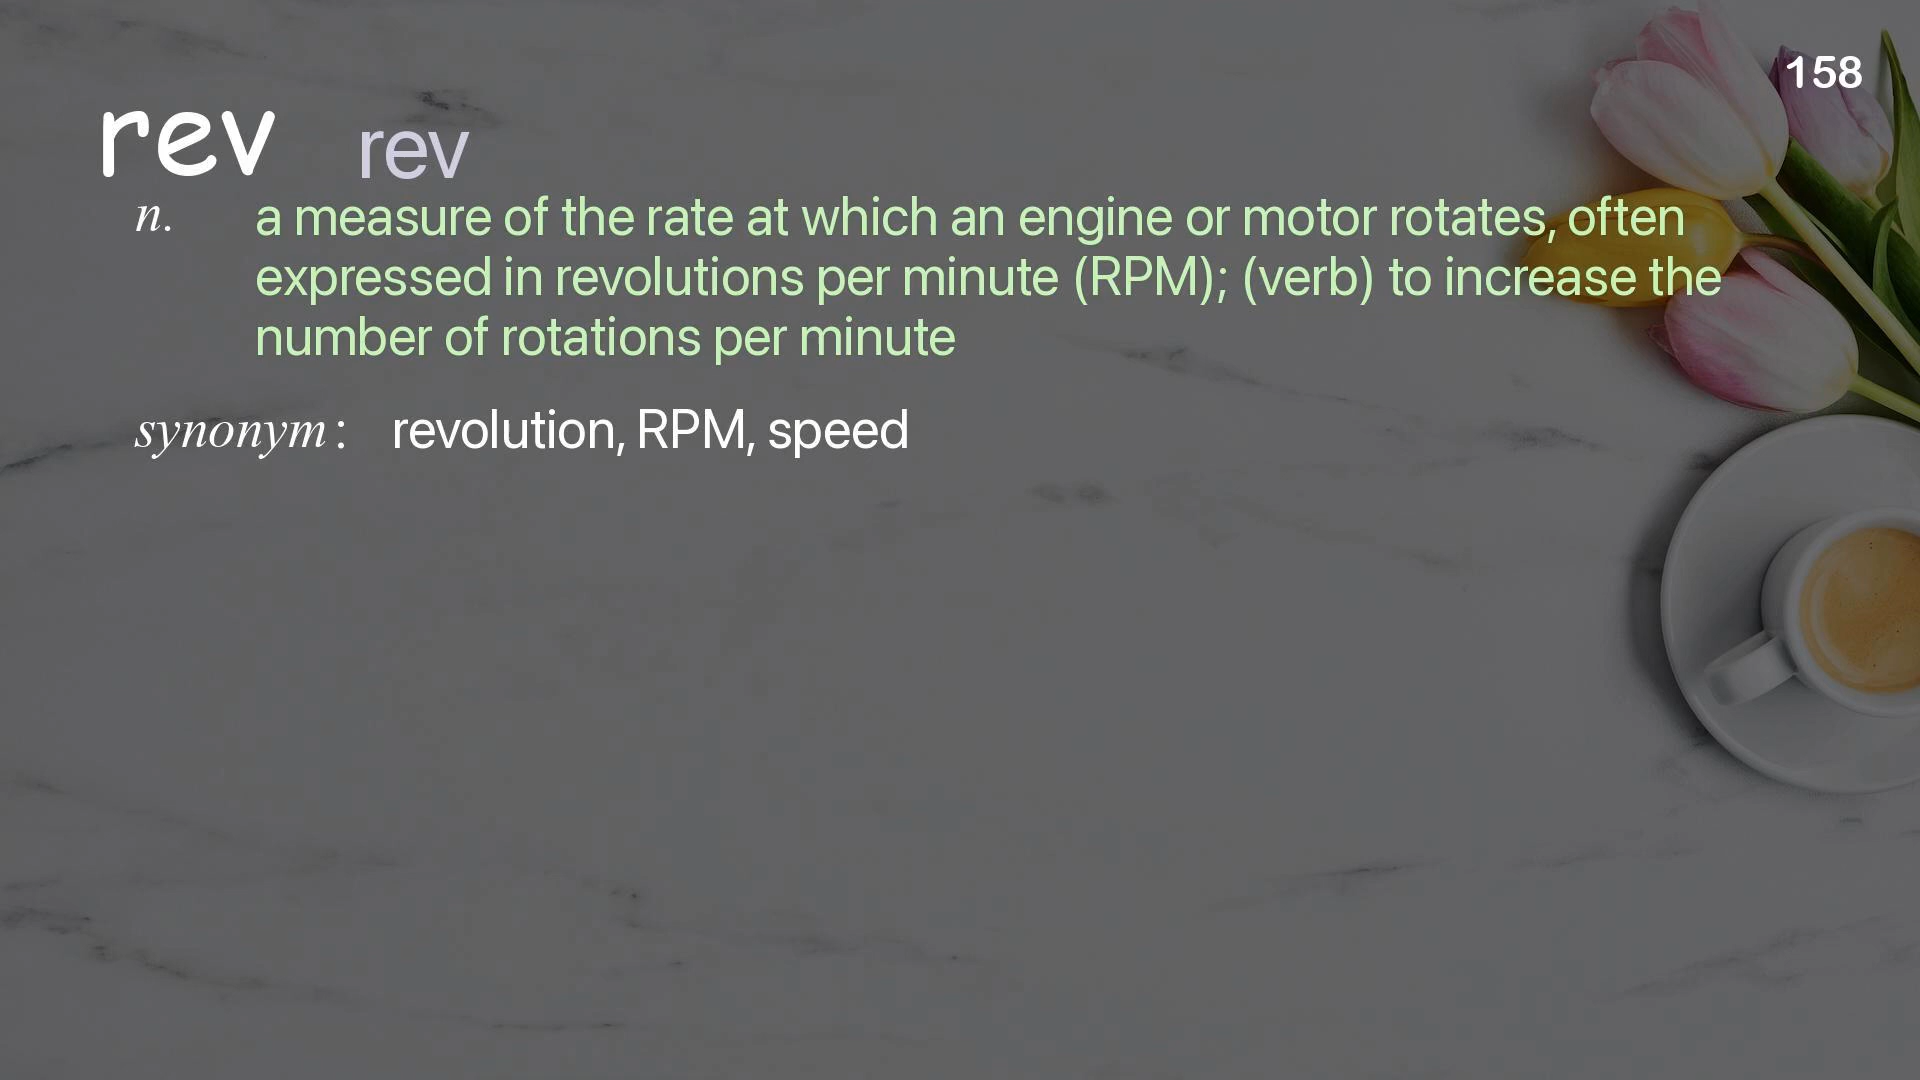 158
rev rev
n. a measure of the rate at which an engine or motor rotates, often
expressed in revolutions per minute (RPM); (verb) to increase the
number of rotations per minute
synonym: revolution, RPM, speed